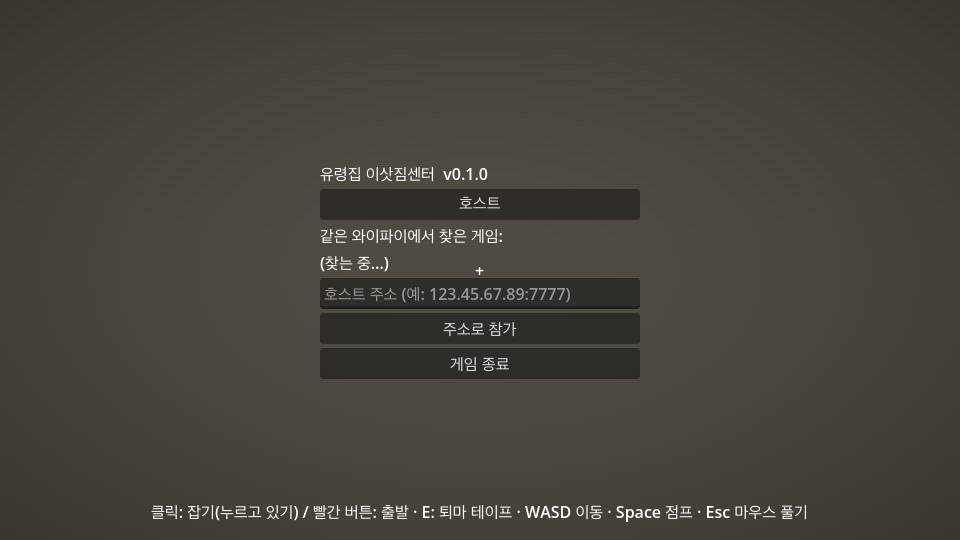 유령집 이삿짐센터 v0.1.0
호스트
같은 와이파이에서 찾은 게임:
(찾는 중...)
+
호스트 주소 (예: 123.45.67.89:7777)
주소로 참가
게임 종료
클릭: 잡기(누르고 있기) / 빨간 버튼: 출발 · E: 퇴마 테이프 · WASD 이동 · Space 점프 · Esc 마우스 풀기